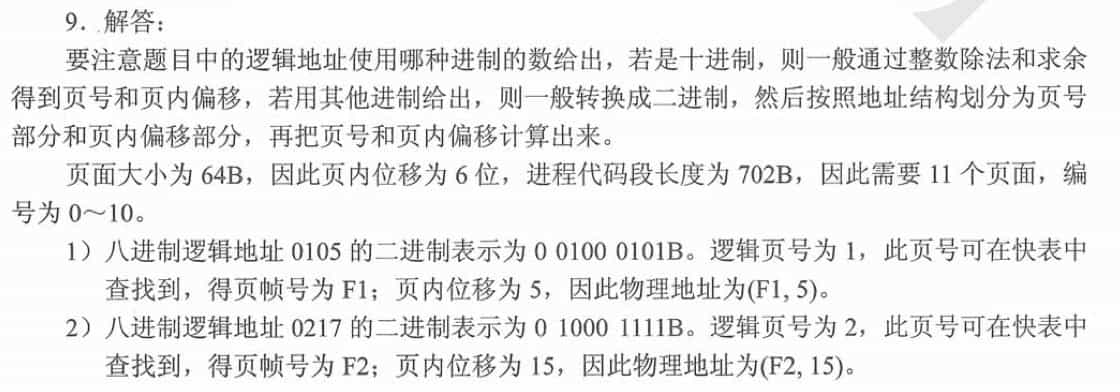 9．解答：
要注意题目中的逻辑地址使用哪种进制的数给出，若是十进制，则一般通过整数除法和求余
得到页号和页内偏移，若用其他进制给出，则一般转换成二进制，然后按照地址结构划分为页号
部分和页内偏移部分，再把页号和页内偏移计算出来。
页面大小为 64B，因此页内位移为 6 位，进程代码段长度为 702B，因此需要 11 个页面，编
号为 0～10。
1）八进制逻辑地址 0105 的二进制表示为 0 0100 0101B。逻辑页号为 1，此页号可在快表中
查找到，得页帧号为 F1；页内位移为 5，因此物理地址为(F1, 5)。
2）八进制逻辑地址 0217 的二进制表示为 0 1000 1111B。逻辑页号为 2，此页号可在快表中
查找到，得页帧号为 F2；页内位移为 15，因此物理地址为(F2, 15)。